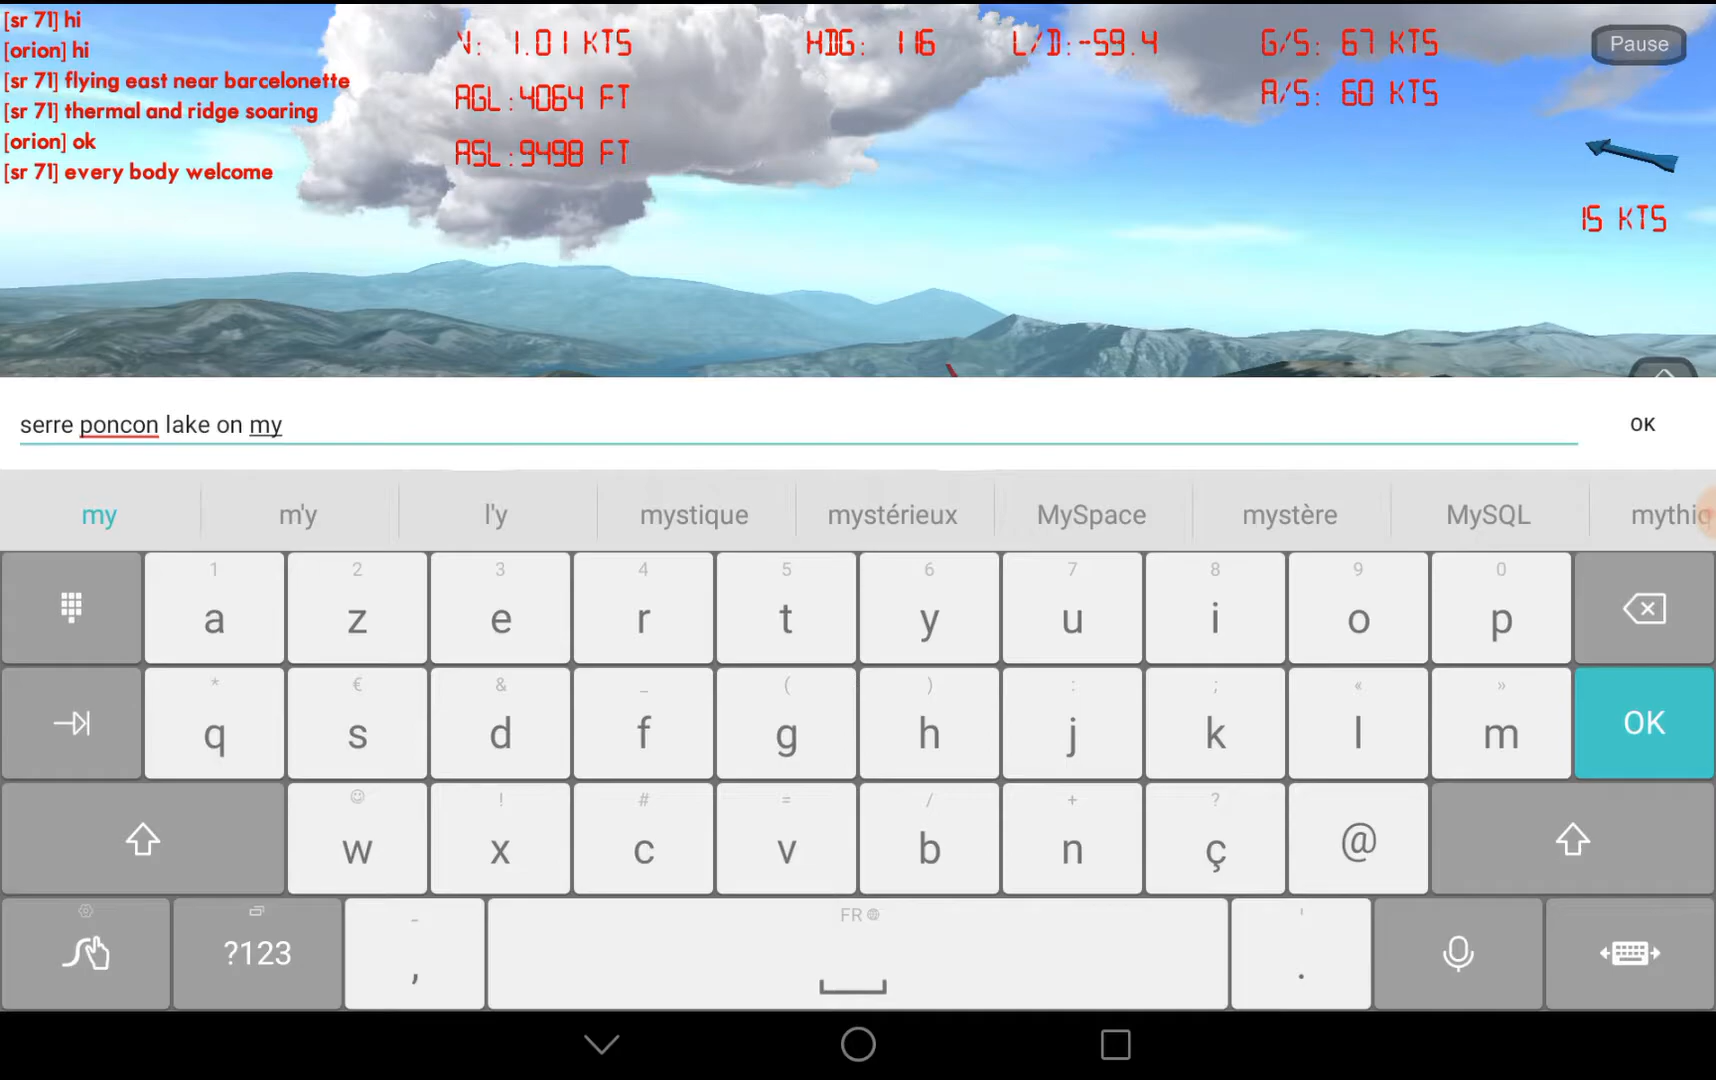 [sr 71] hi
[orion] hi
[sr 71] flying east near barcelonette
[sr 71] thermal and ridge soaring
[orion] ok
[sr 71] every body welcome
V: 1.01 KTS
AGL:4064 FT
ASL:9498 FT
HDG: 116
L/D:-59.4
G/S: 67 KTS
A/S: 60 KTS
Pause
15 KTS
serre poncon lake on my
OK
my m'y l'y mystique mystérieux MySpace mystère MySQL
1 2 3 4 5 6 7 8 9 0
a z e r t y u i o p
* € & _ ( ) : ; « »
q s d f g h j k l m OK
! # = / + ?
w x c v b n ç @
- FR '
?123 , .